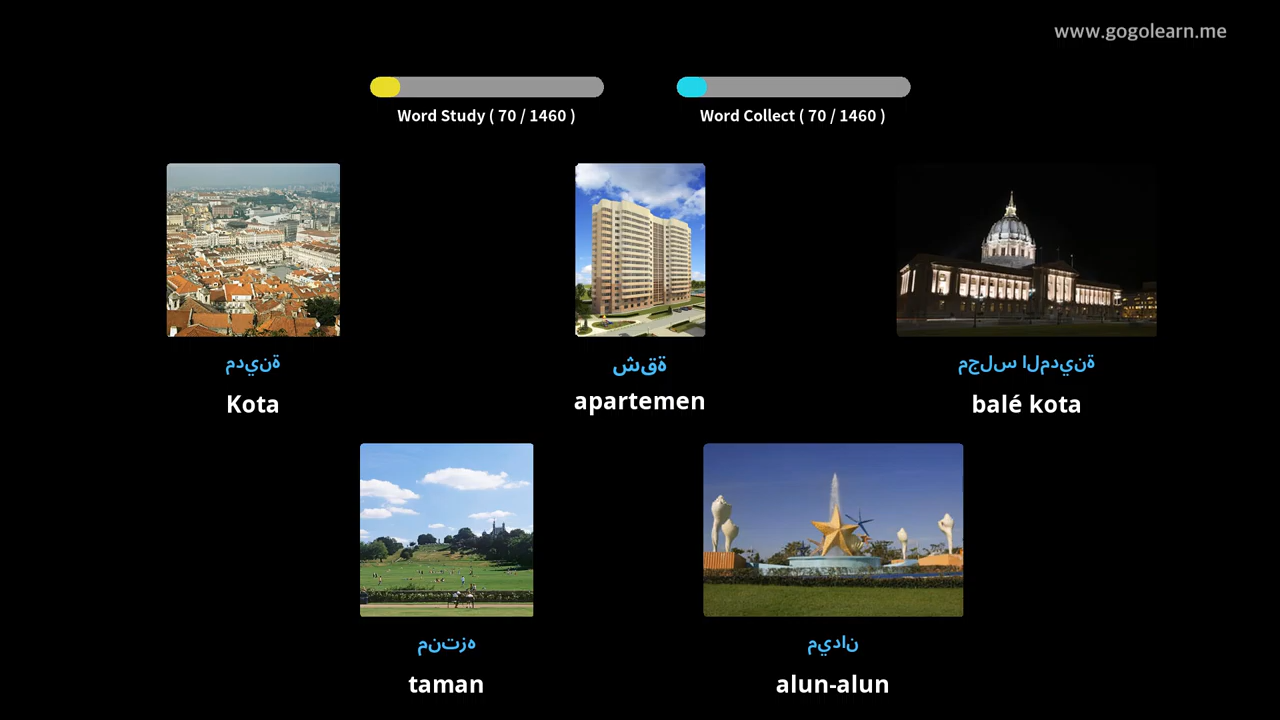 www.gogolearn.me
Word Study ( 70 / 1460 )
Word Collect ( 70 / 1460 )
مدينة
شقة
مجلس المدينة
Kota
apartemen
balé kota
منتزه
ميدان
taman
alun-alun